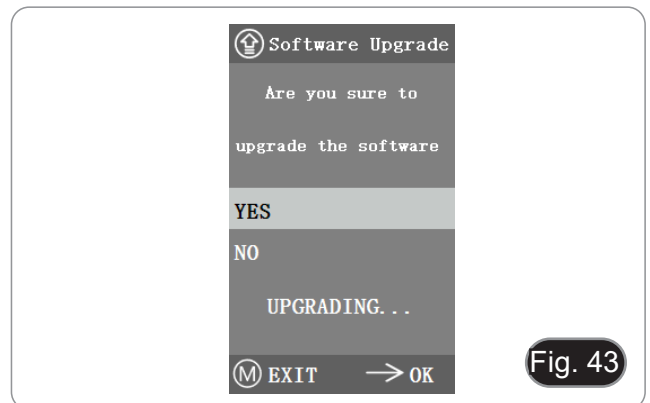 Software Upgrade
Are you sure to
upgrade the software
YES
NO
UPGRADING...
M EXIT → OK
Fig. 43